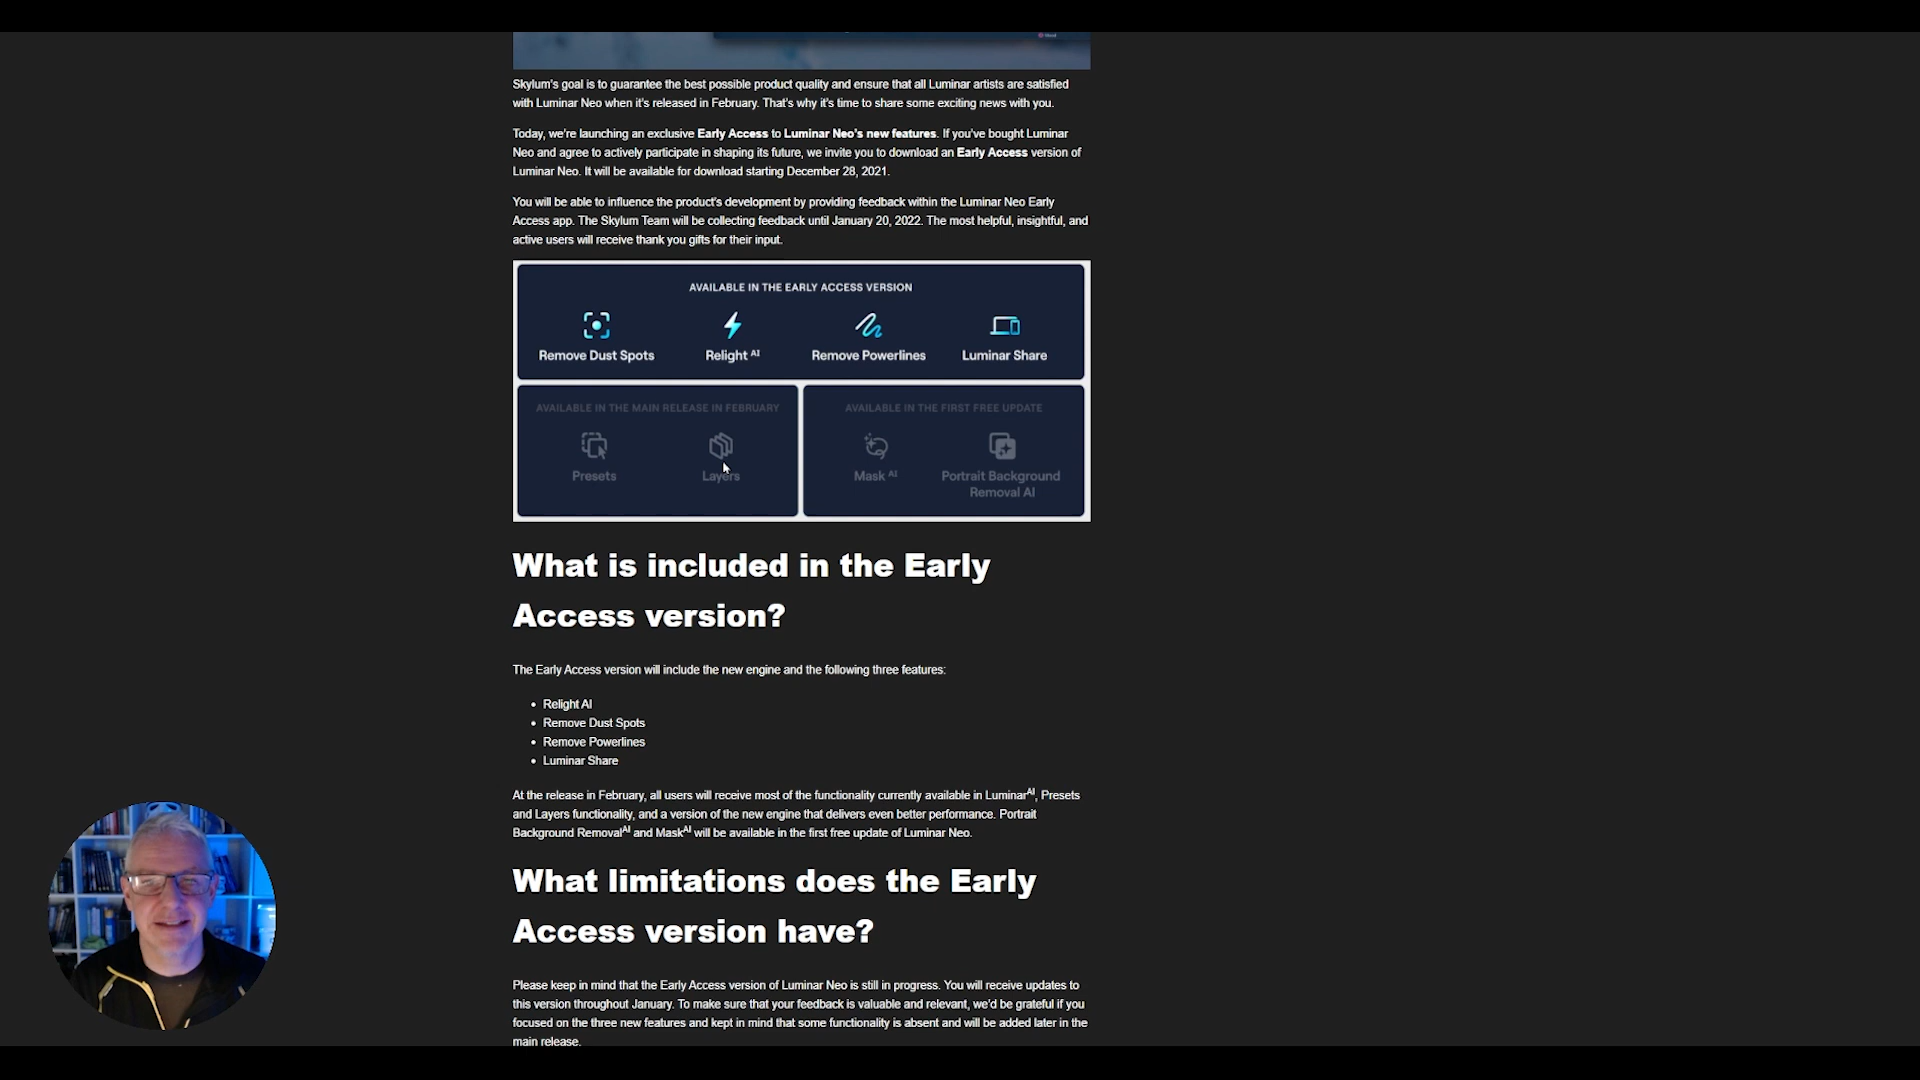 Skylum's goal is to guarantee the best possible product quality and ensure that all Luminar artists are satisfied
with Luminar Neo when it's released in February. That's why it's time to share some exciting news with you.
Today, we're launching an exclusive Early Access to Luminar Neo's new features. If you've bought Luminar
Neo and agree to actively participate in shaping its future, we invite you to download an Early Access version of
Luminar Neo. It will be available for download starting December 28, 2021.
You will be able to influence the product's development by providing feedback within the Luminar Neo Early
Access app. The Skylum Team will be collecting feedback until January 20, 2022. The most helpful, insightful, and
active users will receive thank you gifts for their input.
AVAILABLE IN THE EARLY ACCESS VERSION
Remove Dust Spots Relight AI Remove Powerlines Luminar Share
AVAILABLE IN THE MAIN RELEASE IN FEBRUARY
Presets Layers
AVAILABLE IN THE FIRST FREE UPDATE
Mask AI Portrait Background
Removal AI
What is included in the Early
Access version?
The Early Access version will include the new engine and the following three features:
• Relight AI
• Remove Dust Spots
• Remove Powerlines
• Luminar Share
At the release in February, all users will receive most of the functionality currently available in LuminarAI, Presets
and Layers functionality, and a version of the new engine that delivers even better performance. Portrait
Background RemovalAI and MaskAI will be available in the first free update of Luminar Neo.
What limitations does the Early
Access version have?
Please keep in mind that the Early Access version of Luminar Neo is still in progress. You will receive updates to
this version throughout January. To make sure that your feedback is valuable and relevant, we'd be grateful if you
focused on the three new features and kept in mind that some functionality is absent and will be added later in the
main release.